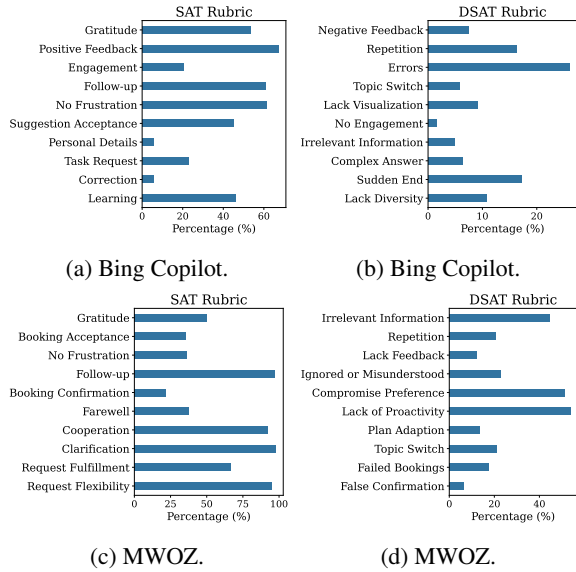 SAT Rubric
Gratitude
Positive Feedback
Engagement
Follow-up
No Frustration
Suggestion Acceptance
Personal Details
Task Request
Correction
Learning
0 20 40 60
Percentage (%)
(a) Bing Copilot.
DSAT Rubric
Negative Feedback
Repetition
Errors
Topic Switch
Lack Visualization
No Engagement
Irrelevant Information
Complex Answer
Sudden End
Lack Diversity
0 10 20
Percentage (%)
(b) Bing Copilot.
SAT Rubric
Gratitude
Booking Acceptance
No Frustration
Follow-up
Booking Confirmation
Farewell
Cooperation
Clarification
Request Fulfillment
Request Flexibility
0 25 50 75 100
Percentage (%)
(c) MWOZ.
DSAT Rubric
Irrelevant Information
Repetition
Lack Feedback
Ignored or Misunderstood
Compromise Preference
Lack of Proactivity
Plan Adaption
Topic Switch
Failed Bookings
False Confirmation
0 20 40
Percentage (%)
(d) MWOZ.